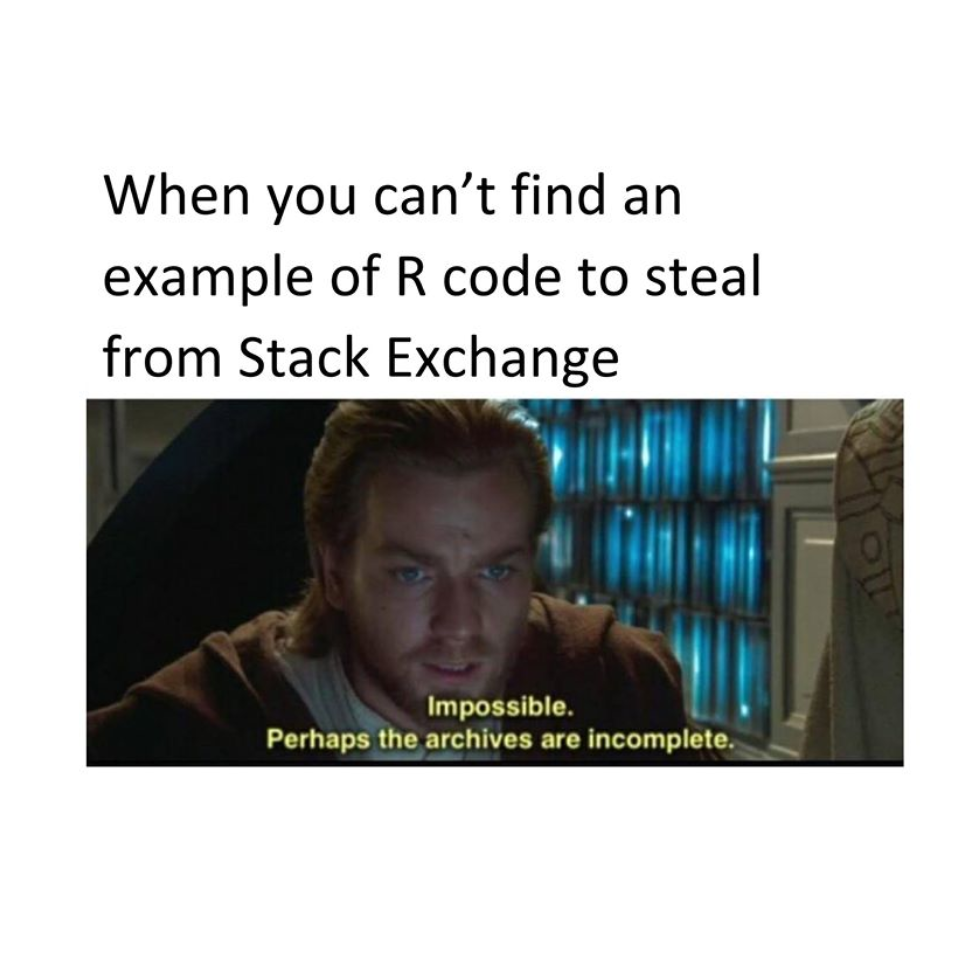 When you can’t find an
example of R code to steal
from Stack Exchange
Impossible.
Perhaps the archives are incomplete.